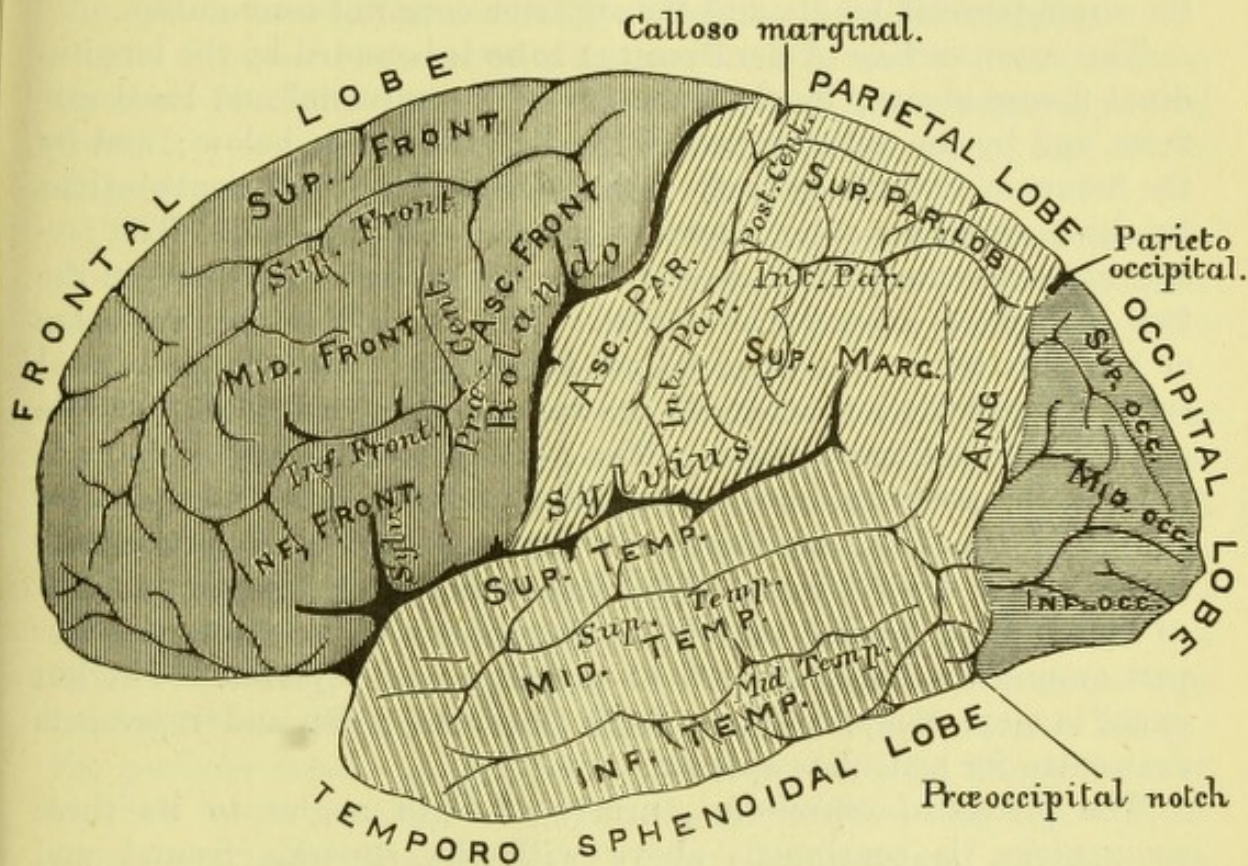 Calloso marginal.
FRONTAL LOBE
PARIETAL LOBE
Parieto
occipital.
OCCIPITAL LOBE
SUP. FRONT
Sup. Front
ASC. FRONT
MID. FRONT
Præ. Cent.
Rolando
Inf. Front.
INF. FRONT.
Sylv.
Post. Cent.
SUP. PAR. LOB
ASC. PAR.
Int. Par.
Int. Par.
SUP. MARG.
ANG
Sylvius
SUP. OCC.
MID. OCC.
INF. OCC.
SUP. TEMP.
Sup. Temp.
MID. TEMP.
Mid Temp.
INF. TEMP.
TEMPORO SPHENOIDAL LOBE
Præoccipital notch